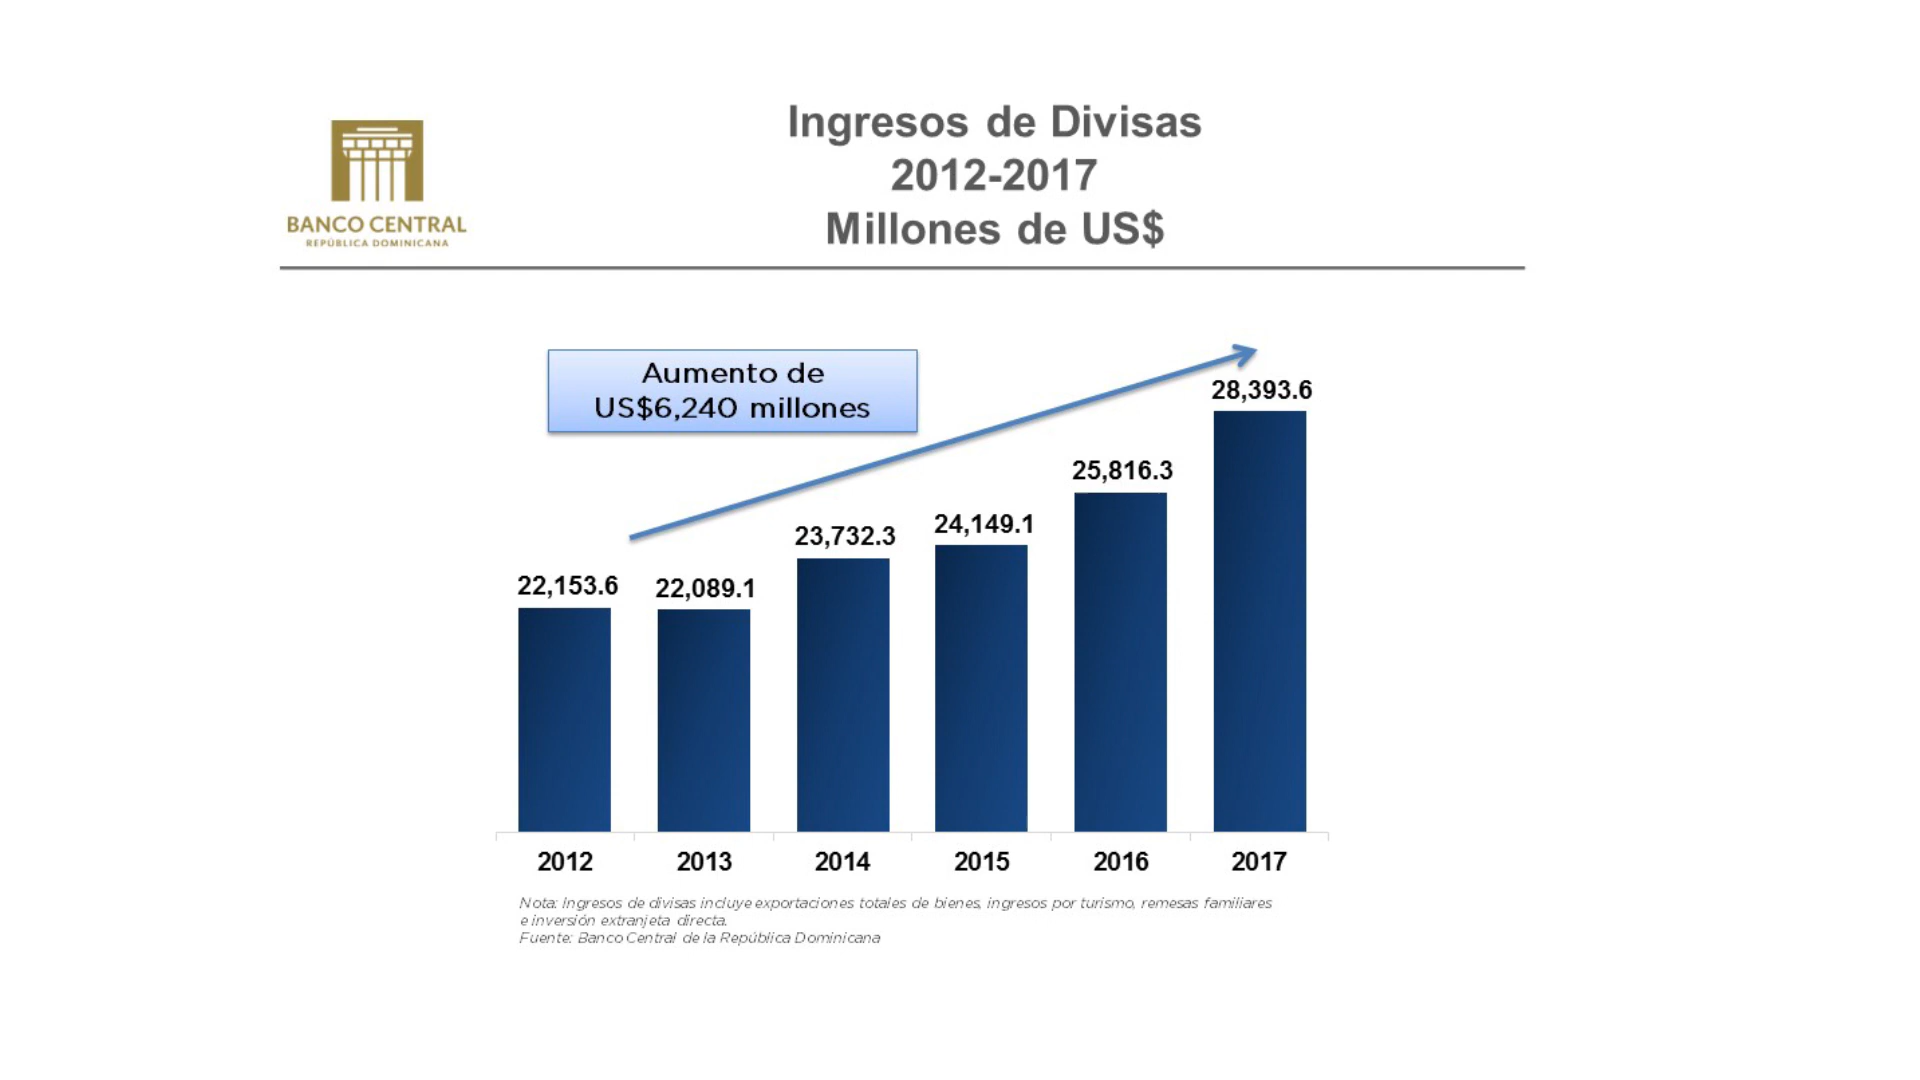 BANCO CENTRAL
REPÚBLICA DOMINICANA
Ingresos de Divisas
2012-2017
Millones de US$
Aumento de
US$6,240 millones
28,393.6
25,816.3
24,149.1
23,732.3
22,153.6
22,089.1
2012
2013
2014
2015
2016
2017
Nota: Ingresos de divisas incluye exportaciones totales de bienes, ingresos por turismo, remesas familiares
e inversión extranjeta directa.
Fuente: Banco Central de la República Dominicana